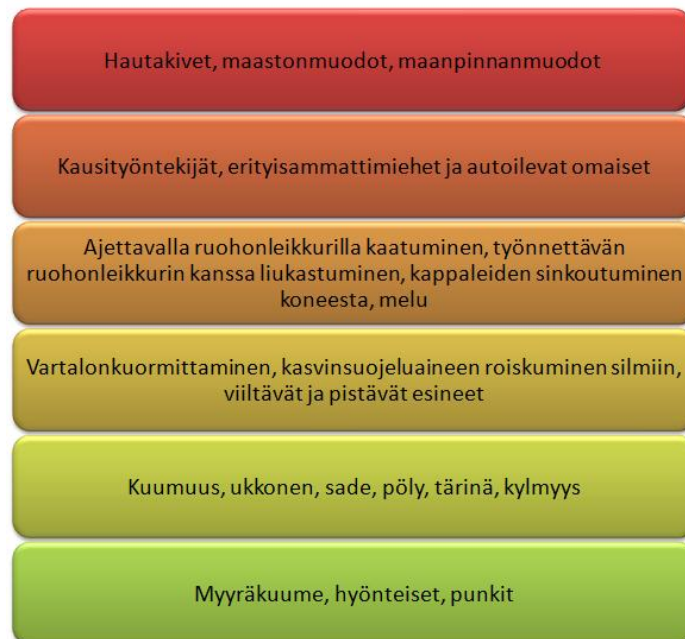 Hautakivet, maastonmuodot, maanpinnanmuodot
Kausityöntekijät, erityisammattimiehet ja autoilevat omaiset
Ajettavalla ruohonleikkurilla kaatuminen, työnnettävän
ruohonleikkurin kanssa liukastuminen, kappaleiden sinkoutuminen
koneesta, melu
Vartalonkuormittaminen, kasvinsuojeluaineen roiskuminen silmiin,
viiltävät ja pistävät esineet
Kuumuus, ukkonen, sade, pöly, tärinä, kylmyys
Myyräkuume, hyönteiset, punkit